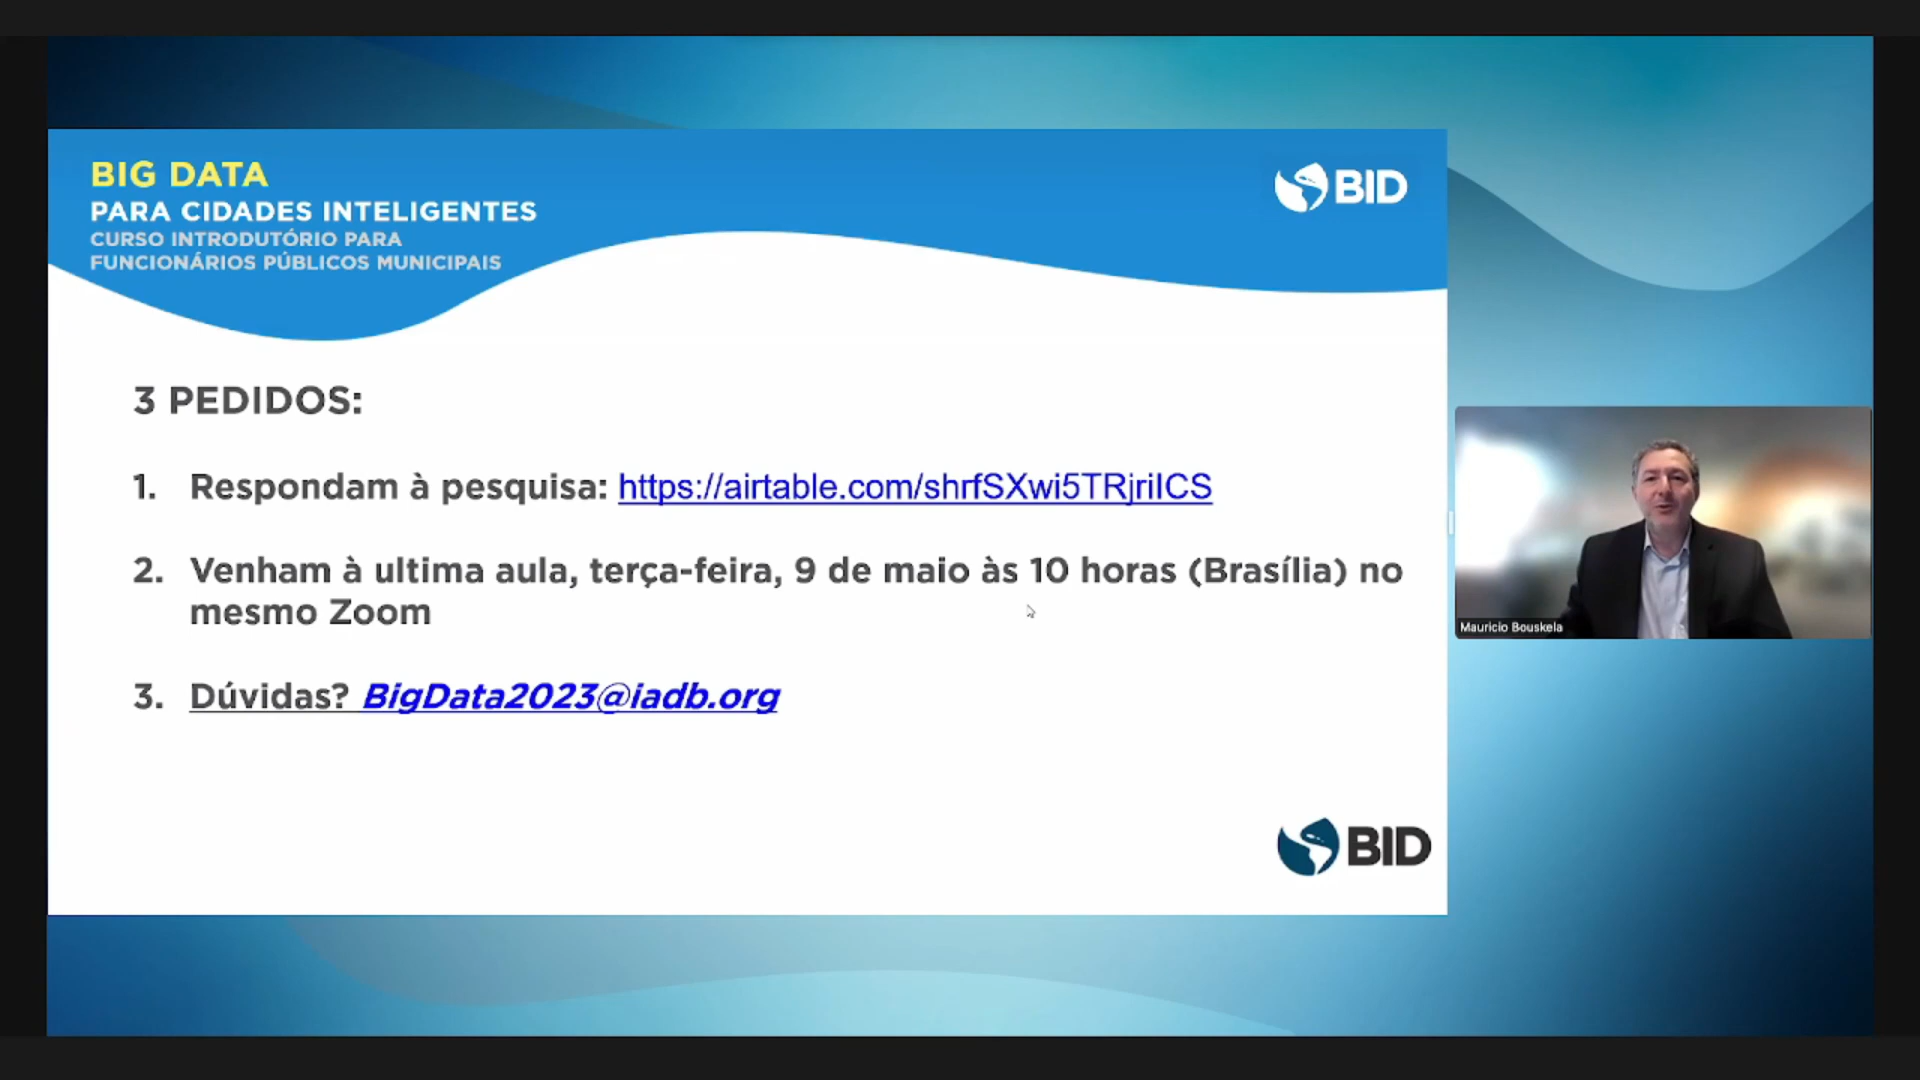 BIG DATA
PARA CIDADES INTELIGENTES
CURSO INTRODUTÓRIO PARA
FUNCIONÁRIOS PÚBLICOS MUNICIPAIS
BID
3 PEDIDOS:
1. Respondam à pesquisa: https://airtable.com/shrfSXwi5TRjriICS
2. Venham à ultima aula, terça-feira, 9 de maio às 10 horas (Brasília) no
mesmo Zoom
3. Dúvidas? BigData2023@iadb.org
Mauricio Bouskela
BID